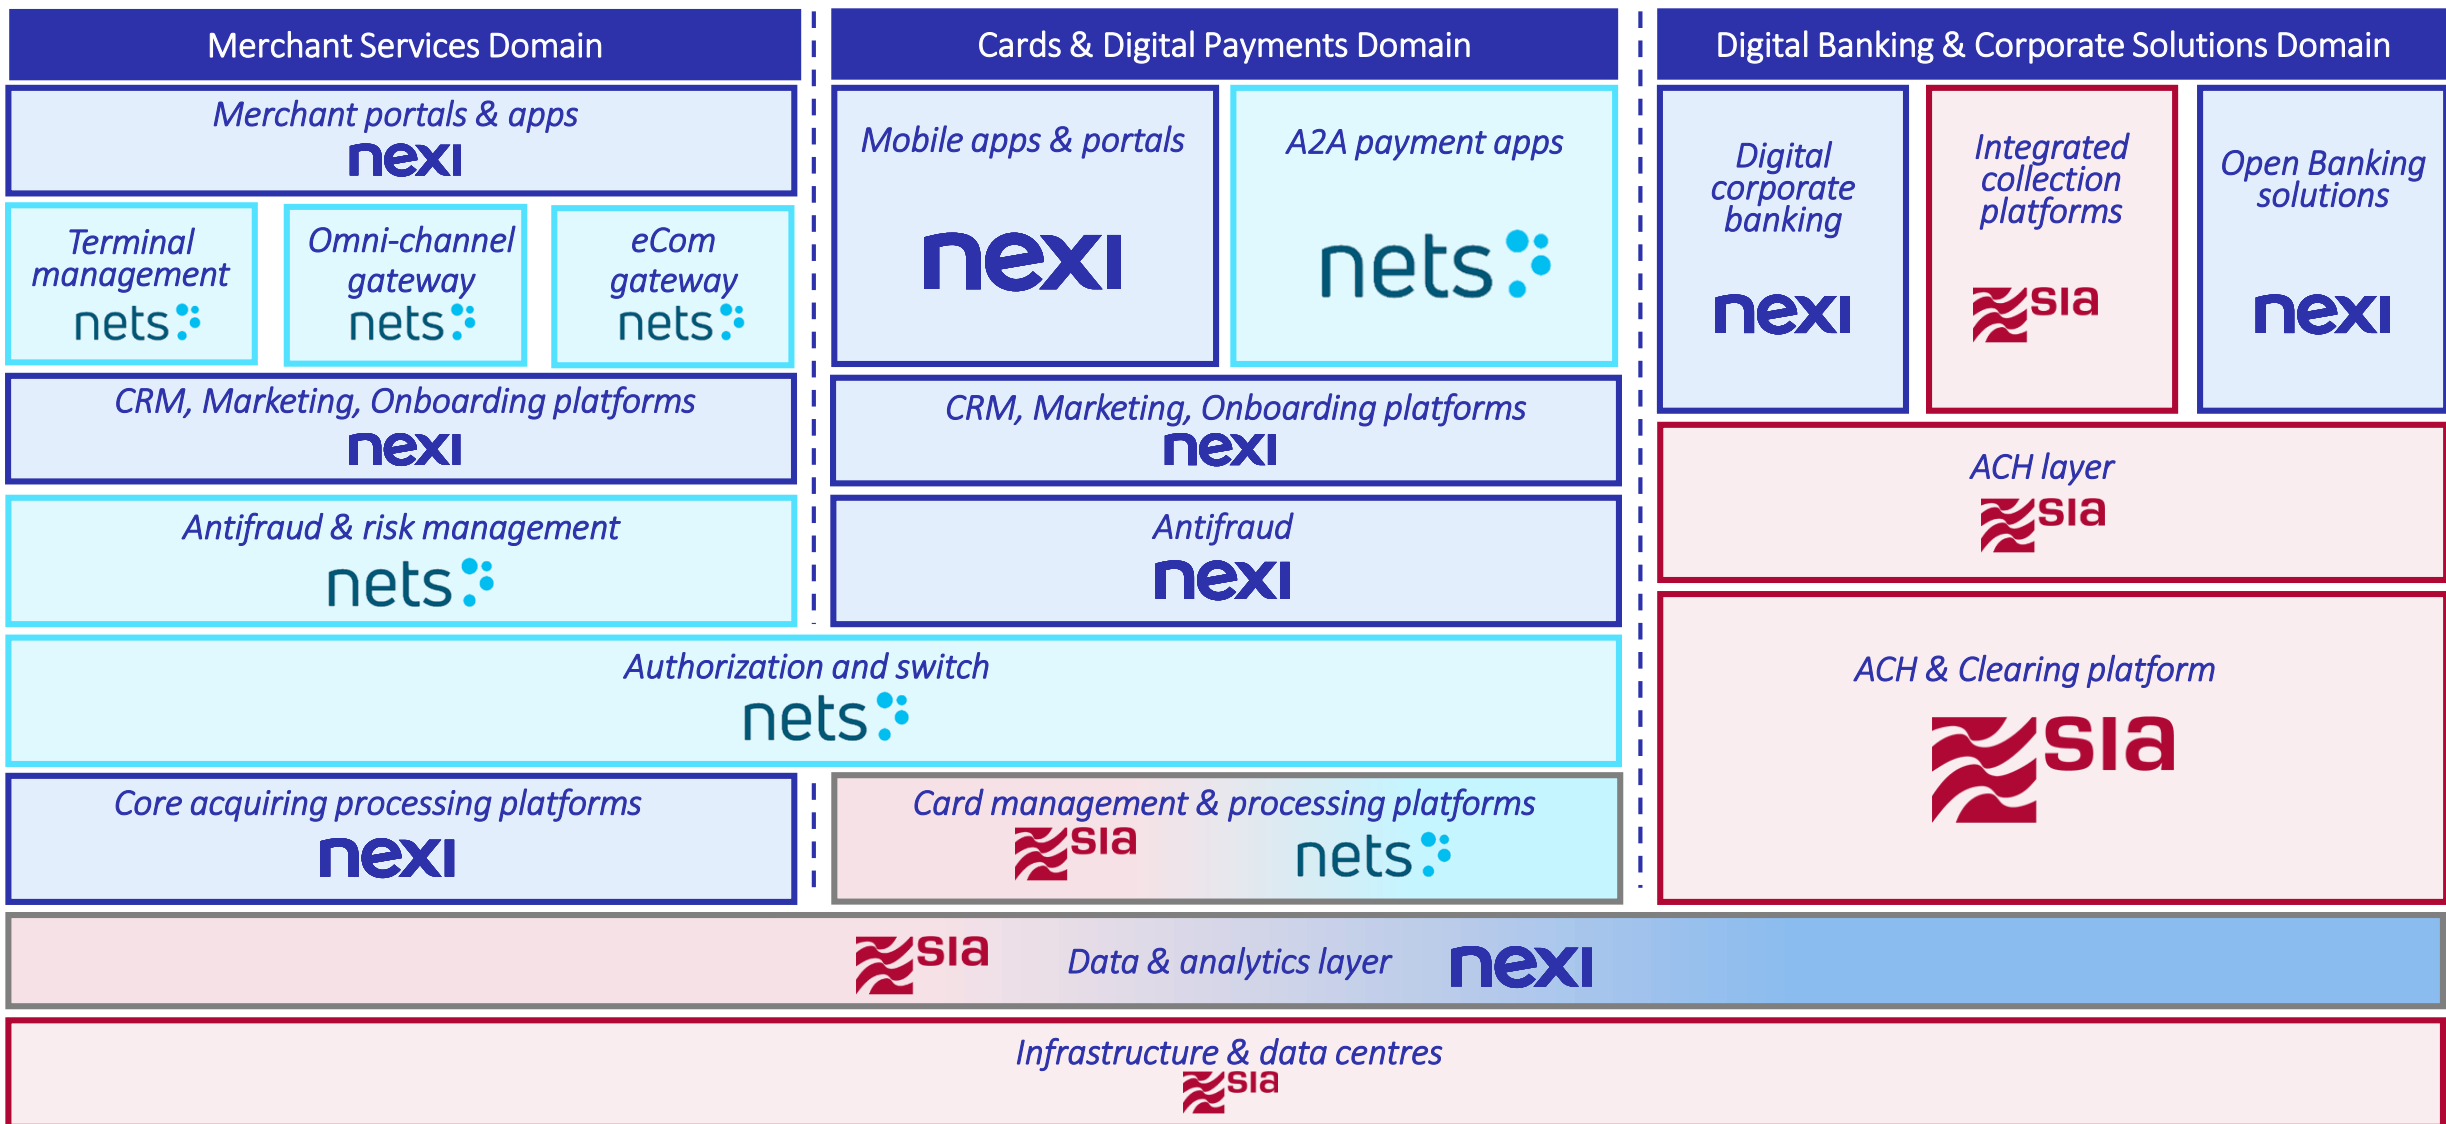 Merchant Services Domain
Cards & Digital Payments Domain
Digital Banking & Corporate Solutions Domain
Merchant portals & apps
nexi
Terminal
management
nets
Omni-channel
gateway
nets
eCom
gateway
nets
CRM, Marketing, Onboarding platforms
nexi
Antifraud & risk management
nets
Mobile apps & portals
nexi
A2A payment apps
nets
CRM, Marketing, Onboarding platforms
nexi
Antifraud
nexi
Digital
corporate
banking
nexi
Integrated
collection
platforms
sia
Open Banking
solutions
nexi
ACH layer
sia
ACH & Clearing platform
sia
Authorization and switch
nets
Core acquiring processing platforms
nexi
Card management & processing platforms
sia
nets
sia
Data & analytics layer
nexi
Infrastructure & data centres
sia